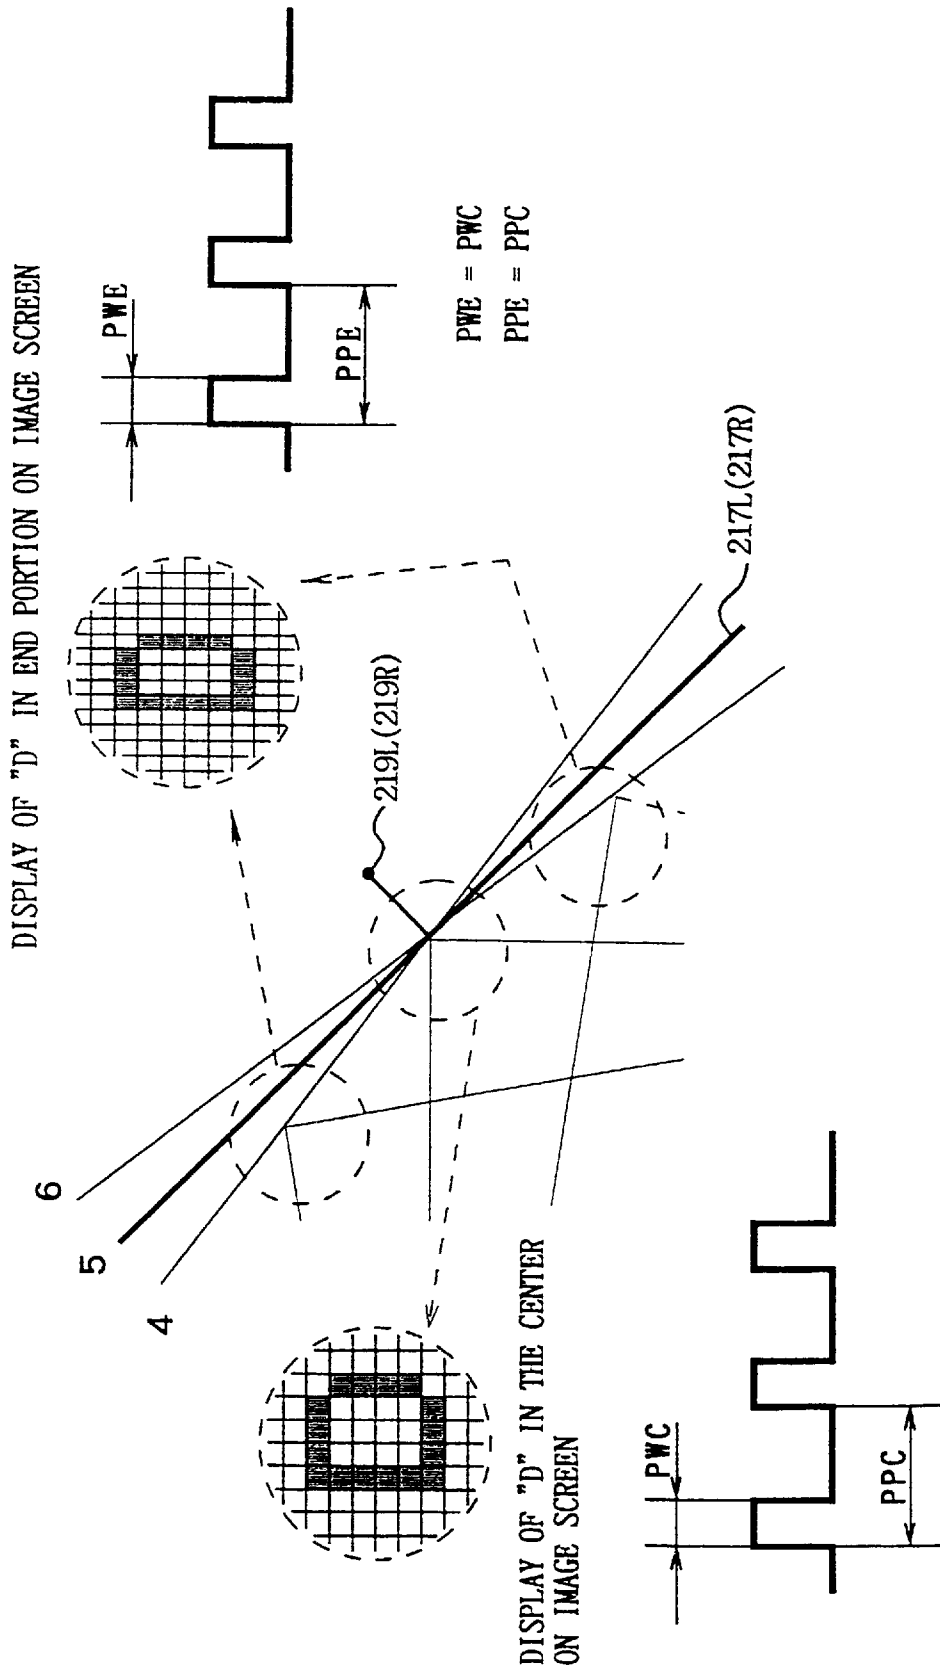 DISPLAY OF "D" IN END PORTION ON IMAGE SCREEN
PWE
PPE
PWE = PWC
PPE = PPC
217L(217R)
219L(219R)
6
5
4
DISPLAY OF "D" IN THE CENTER
ON IMAGE SCREEN
PWC
PPC